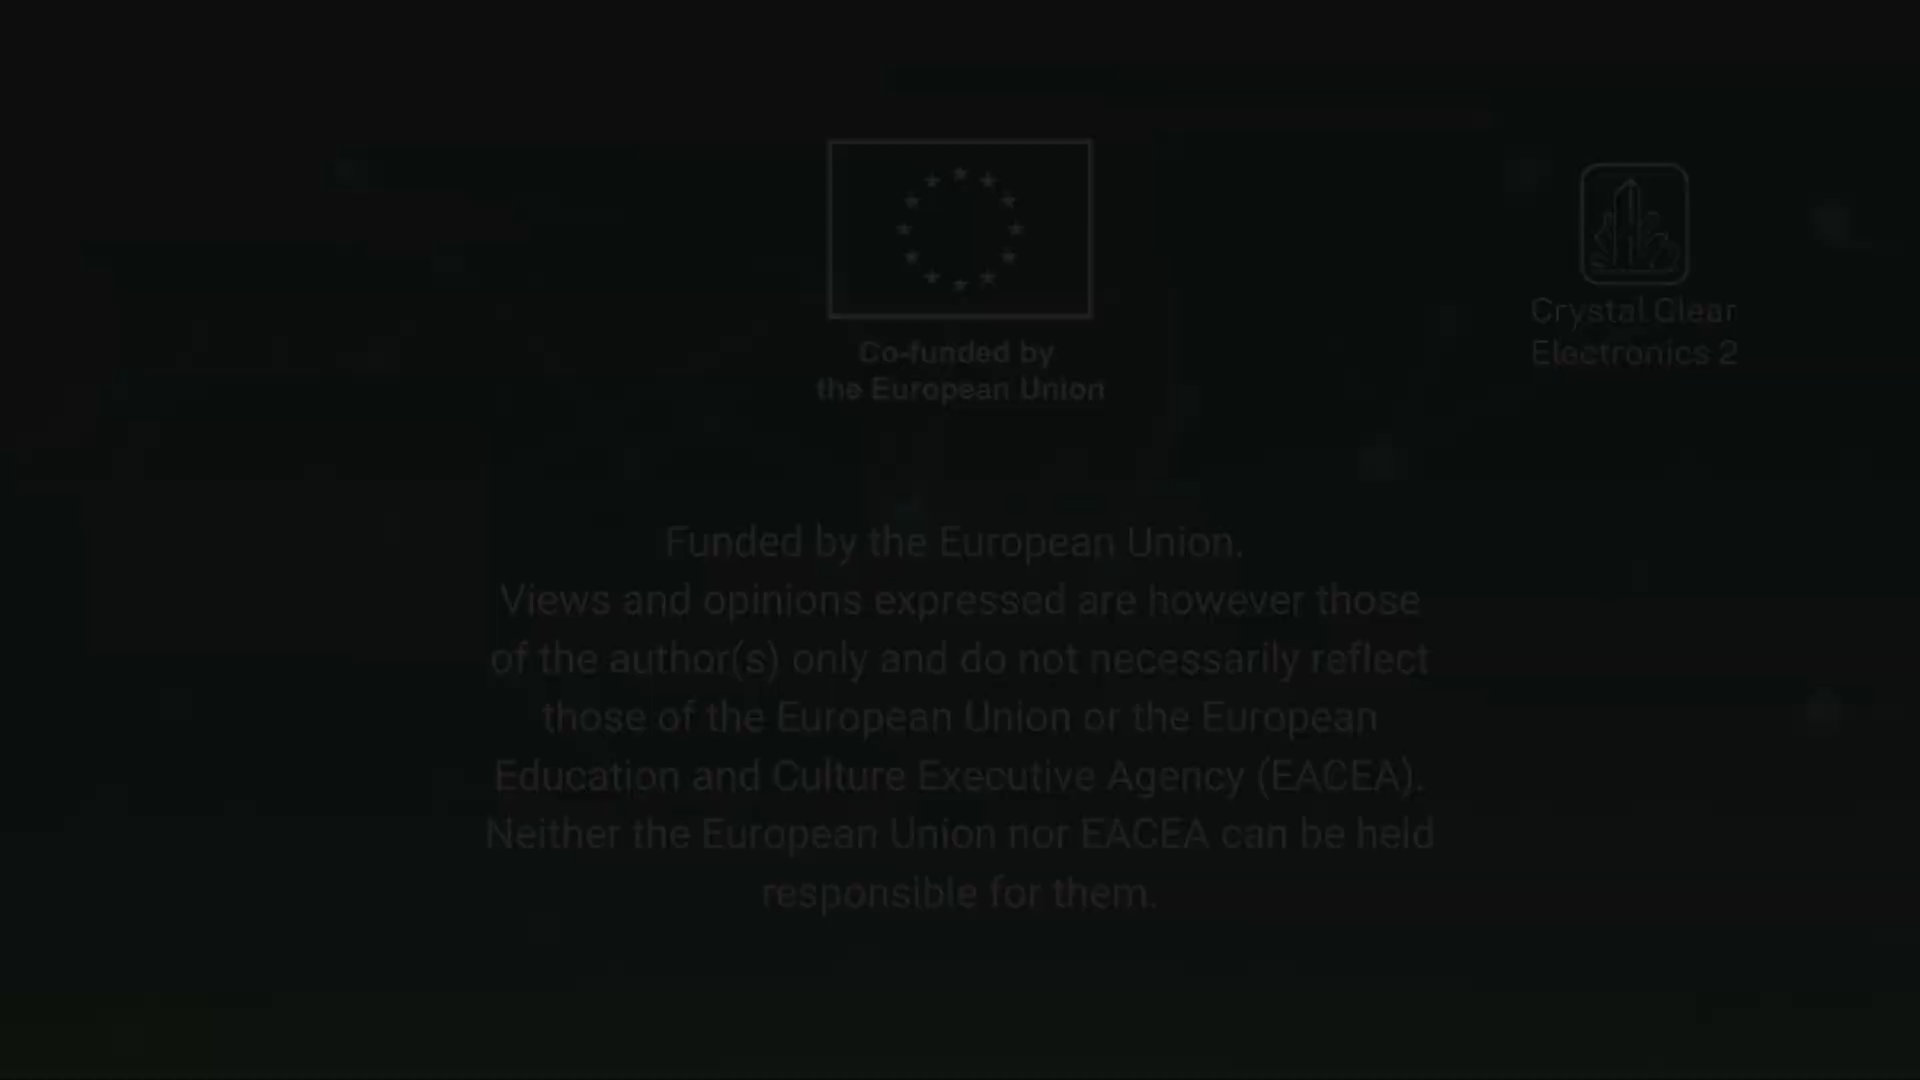 Co-funded by
the European Union
Crystal Clear
Electronics 2
Funded by the European Union.
Views and opinions expressed are however those
of the author(s) only and do not necessarily reflect
those of the European Union or the European
Education and Culture Executive Agency (EACEA).
Neither the European Union nor EACEA can be held
responsible for them.